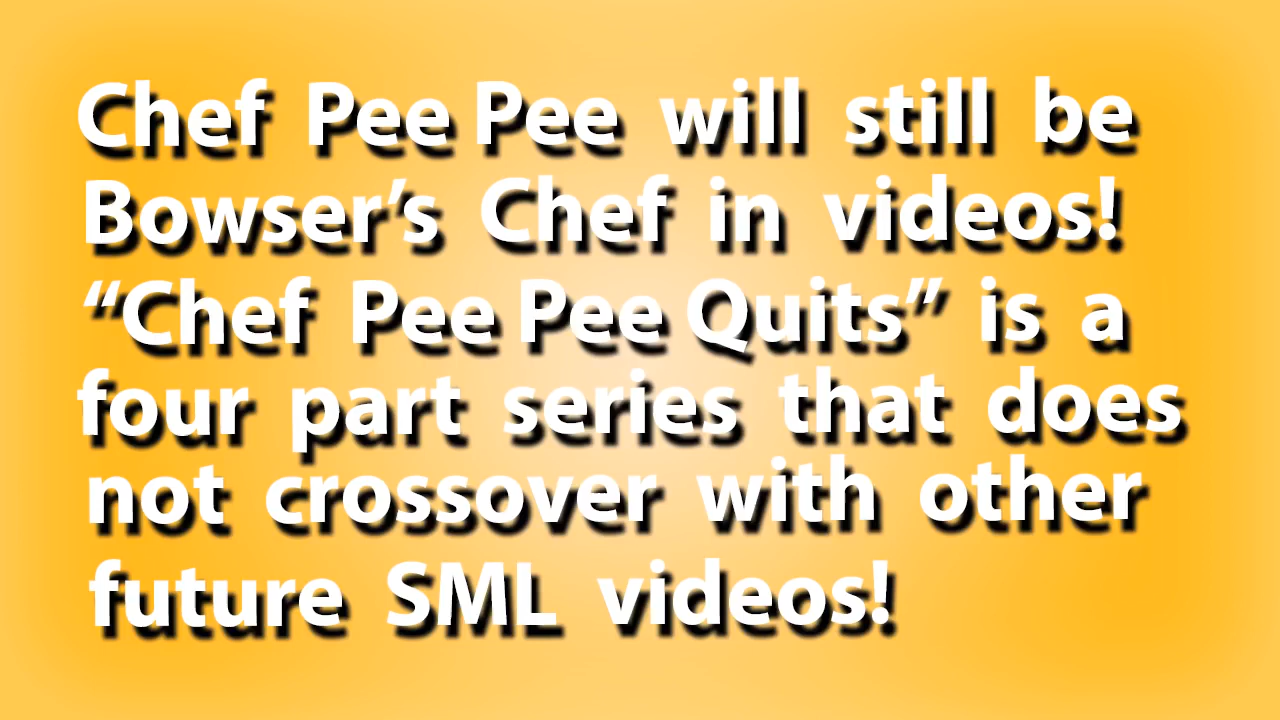 Chef Pee Pee will still be
Bowser’s Chef in videos!
“Chef Pee Pee Quits” is a
four part series that does
not crossover with other
future SML videos!